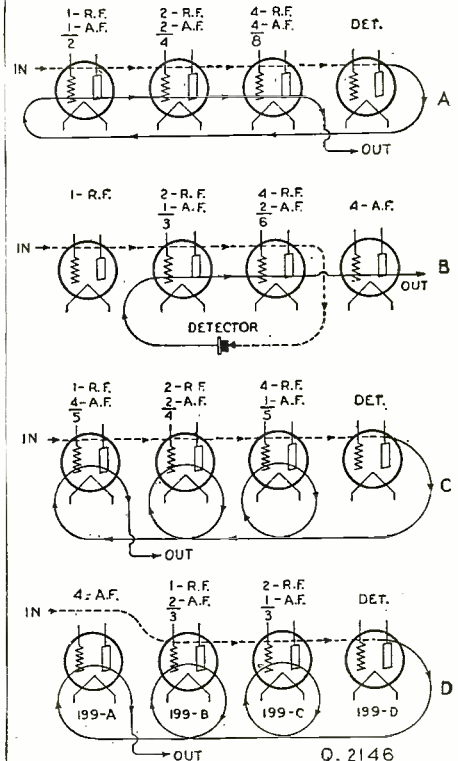 1-R.F. 2-R.F. 4-R.F. DET.
1-A.F. 2-A.F. 4-A.F.
2 4 8
IN
A
OUT
1-R.F. 2-R.F. 4-R.F. 4-A.F.
1-A.F. 2-A.F.
3 6
IN
B
OUT
DETECTOR
1-R.F. 2-R.F. 4-R.F. DET.
4-A.F. 2-A.F. 1-A.F.
5 4 5
IN
C
OUT
4-A.F. 1-R.F. 2-R.F. DET.
2-A.F. 1-A.F.
3 3
IN
D
199-A 199-B 199-C 199-D
OUT Q. 2146